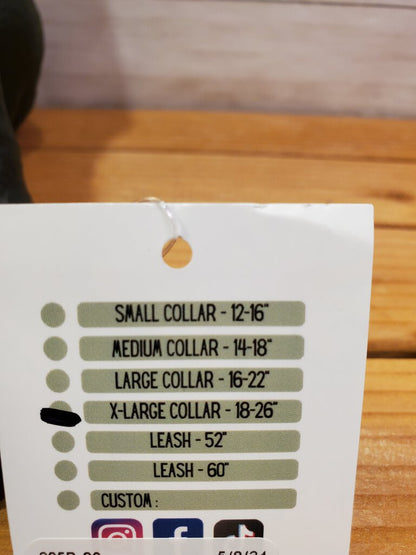 SMALL COLLAR - 12-16"
MEDIUM COLLAR - 14-18"
LARGE COLLAR - 16-22"
X-LARGE COLLAR - 18-26"
LEASH - 52"
LEASH - 60"
CUSTOM :